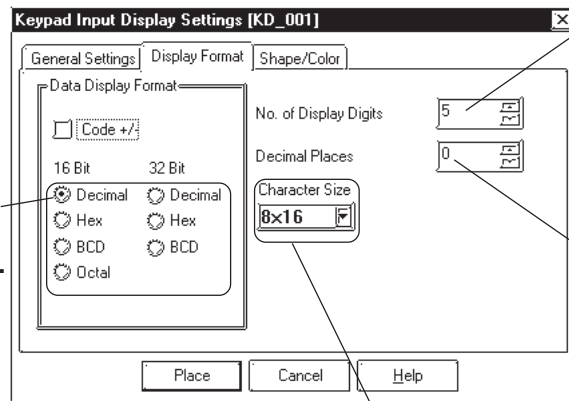 Keypad Input Display Settings [KD_001]
General Settings Display Format Shape/Color
Data Display Format
Code +/-
16 Bit 32 Bit
Decimal Decimal
Hex Hex
BCD BCD
Octal
No. of Display Digits 5
Decimal Places 0
Character Size
8×16
Place Cancel Help